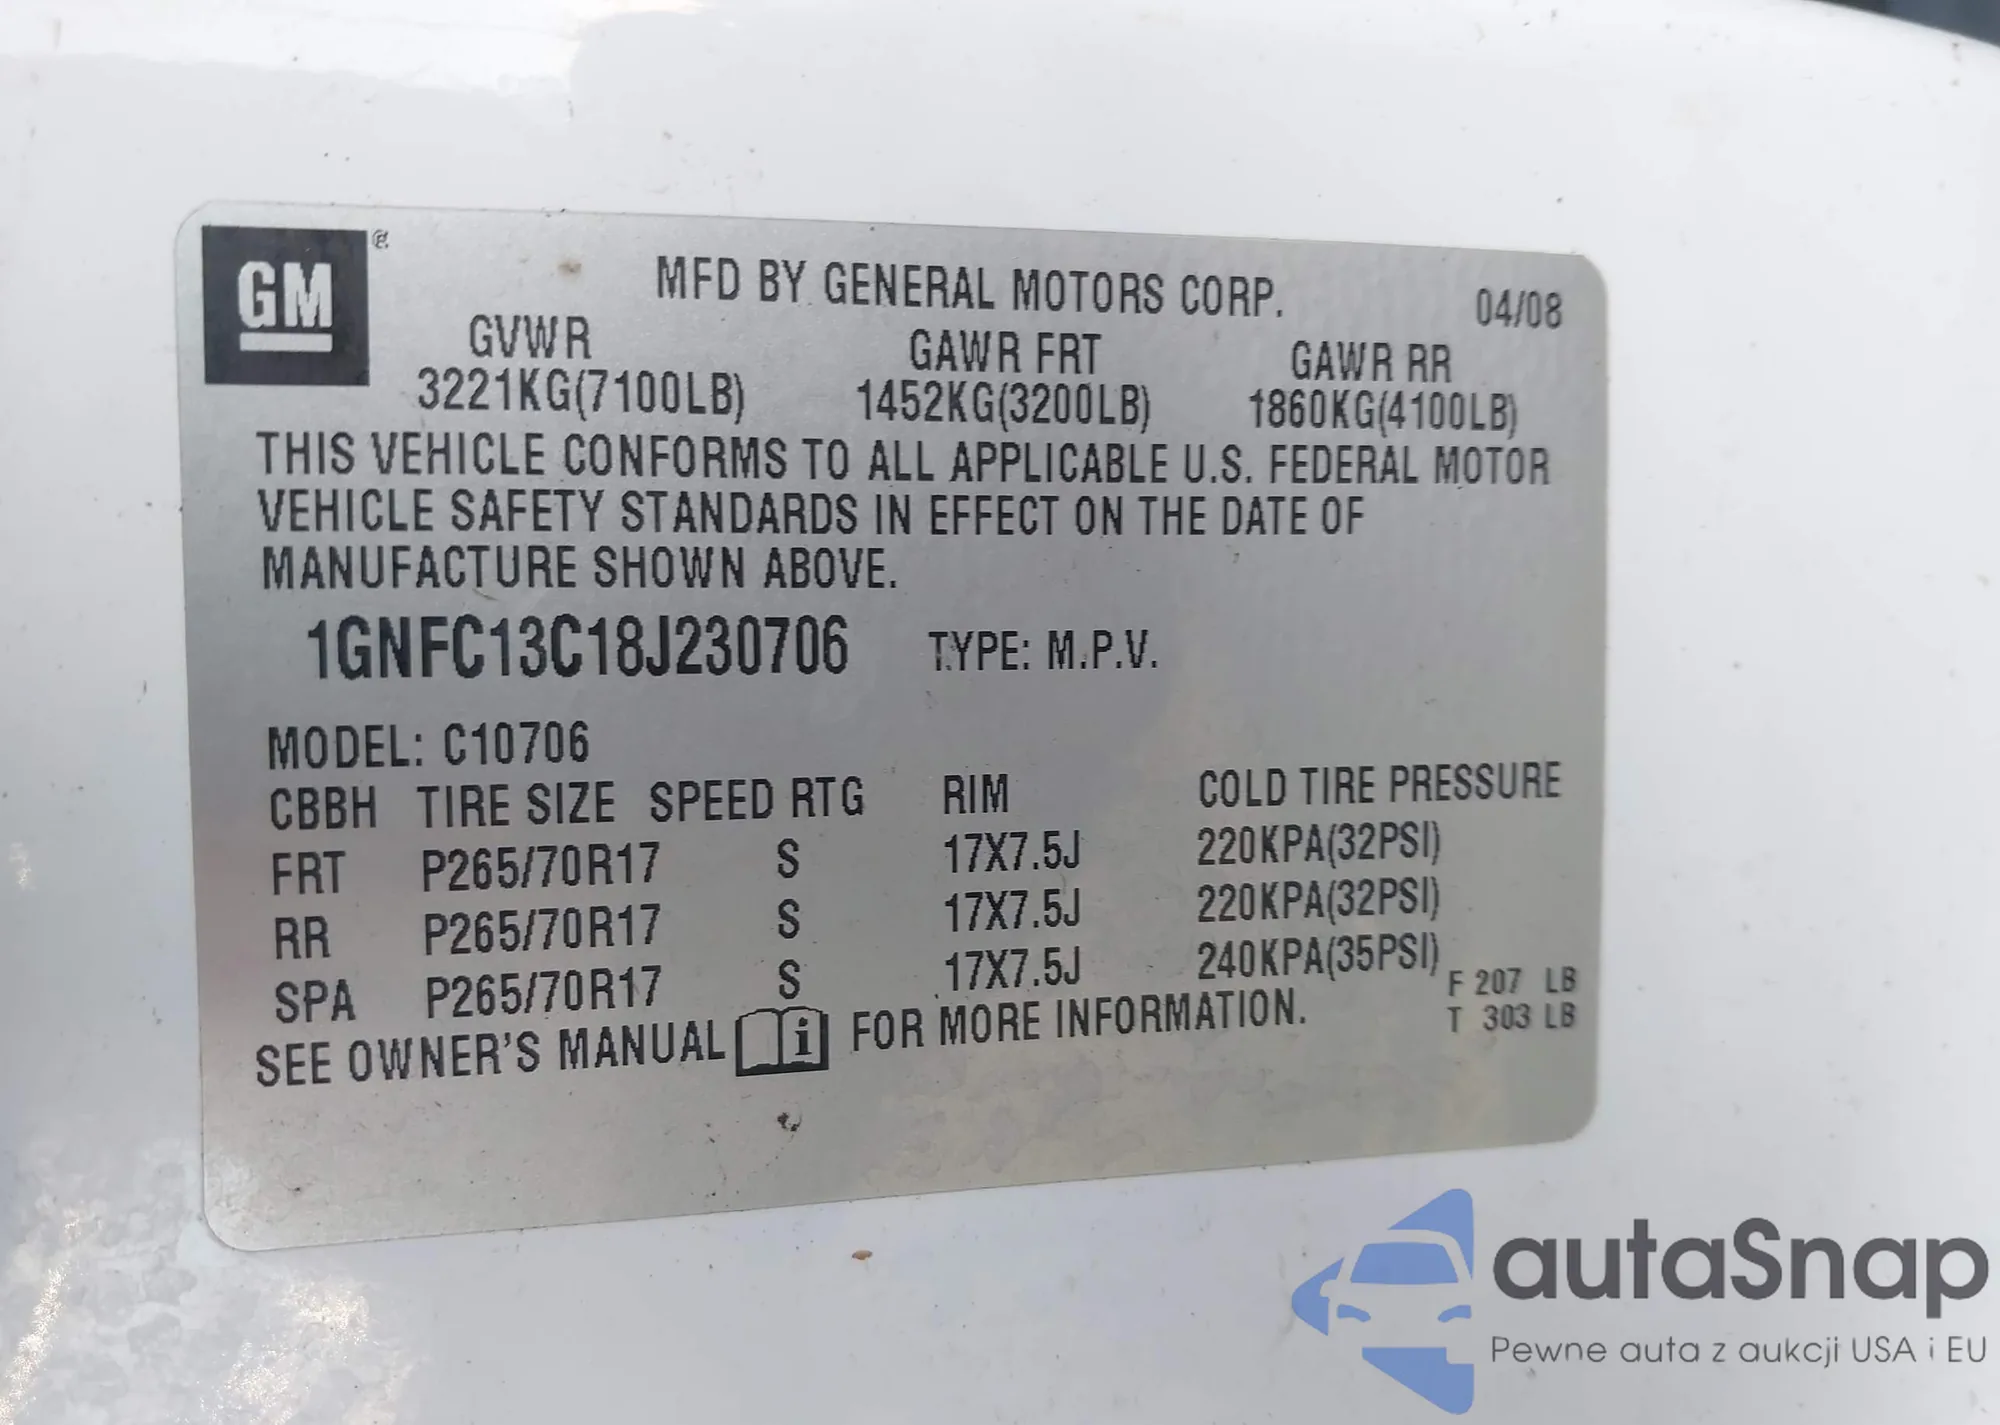 GM
MFD BY GENERAL MOTORS CORP. 04/08
GVWR GAWR FRT GAWR RR
3221KG(7100LB) 1452KG(3200LB) 1860KG(4100LB)
THIS VEHICLE CONFORMS TO ALL APPLICABLE U.S. FEDERAL MOTOR
VEHICLE SAFETY STANDARDS IN EFFECT ON THE DATE OF
MANUFACTURE SHOWN ABOVE.
1GNFC13C18J230706 TYPE: M.P.V.
MODEL: C10706
CBBH TIRE SIZE SPEED RTG RIM COLD TIRE PRESSURE
FRT P265/70R17 S 17X7.5J 220KPA(32PSI)
RR P265/70R17 S 17X7.5J 220KPA(32PSI)
SPA P265/70R17 S 17X7.5J 240KPA(35PSI)
F 207 LB
T 303 LB
SEE OWNER'S MANUAL i FOR MORE INFORMATION.
autaSnap
Pewne auta z aukcji USA i EU